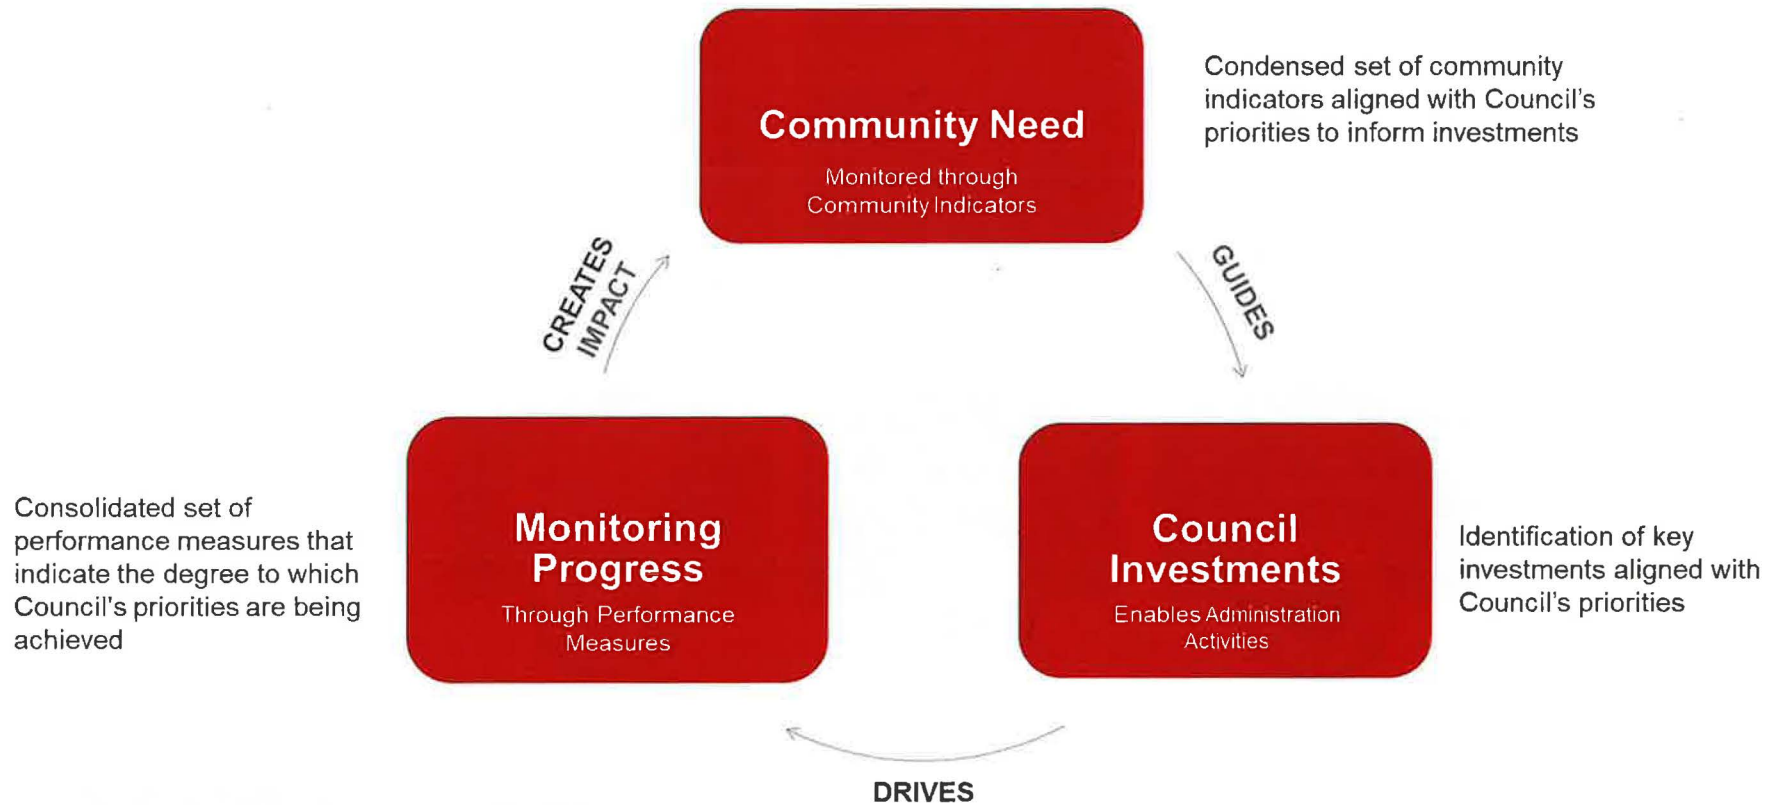 Community Need
Monitored through
Community Indicators
Condensed set of community
indicators aligned with Council's
priorities to inform investments
GUIDES
Council
Investments
Enables Administration
Activities
Identification of key
investments aligned with
Council's priorities
DRIVES
Monitoring
Progress
Through Performance
Measures
Consolidated set of
performance measures that
indicate the degree to which
Council's priorities are being
achieved
CREATES
IMPACT